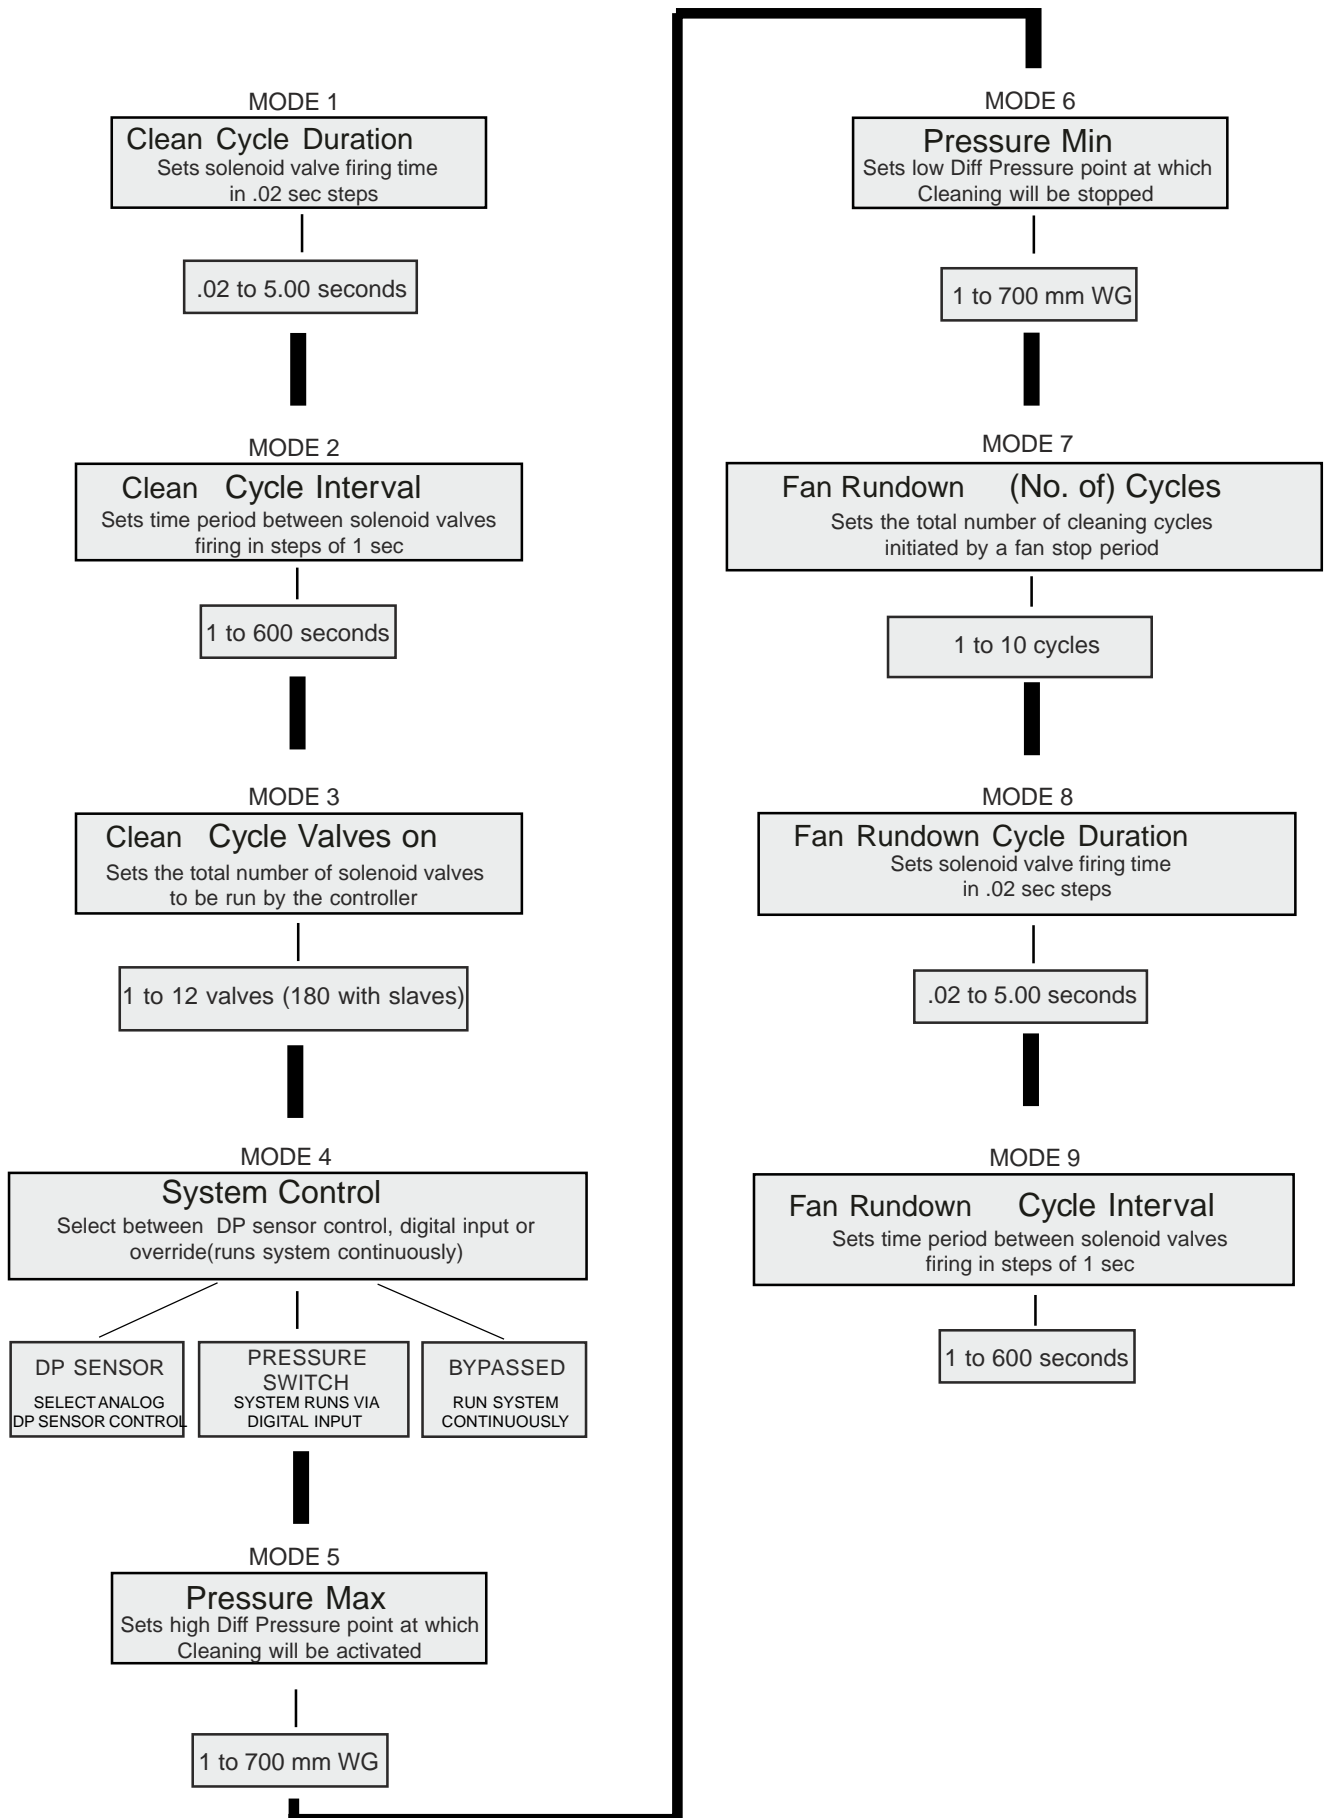 MODE 1
Clean Cycle Duration
Sets solenoid valve firing time
in .02 sec steps
.02 to 5.00 seconds
MODE 2
Clean Cycle Interval
Sets time period between solenoid valves
firing in steps of 1 sec
1 to 600 seconds
MODE 3
Clean Cycle Valves on
Sets the total number of solenoid valves
to be run by the controller
1 to 12 valves (180 with slaves)
MODE 4
System Control
Select between DP sensor control, digital input or
override(runs system continuously)
DP SENSOR
SELECT ANALOG
DP SENSOR CONTROL
PRESSURE
SWITCH
SYSTEM RUNS VIA
DIGITAL INPUT
BYPASSED
RUN SYSTEM
CONTINUOUSLY
MODE 5
Pressure Max
Sets high Diff Pressure point at which
Cleaning will be activated
1 to 700 mm WG
MODE 6
Pressure Min
Sets low Diff Pressure point at which
Cleaning will be stopped
1 to 700 mm WG
MODE 7
Fan Rundown (No. of) Cycles
Sets the total number of cleaning cycles
initiated by a fan stop period
1 to 10 cycles
MODE 8
Fan Rundown Cycle Duration
Sets solenoid valve firing time
in .02 sec steps
.02 to 5.00 seconds
MODE 9
Fan Rundown Cycle Interval
Sets time period between solenoid valves
firing in steps of 1 sec
1 to 600 seconds